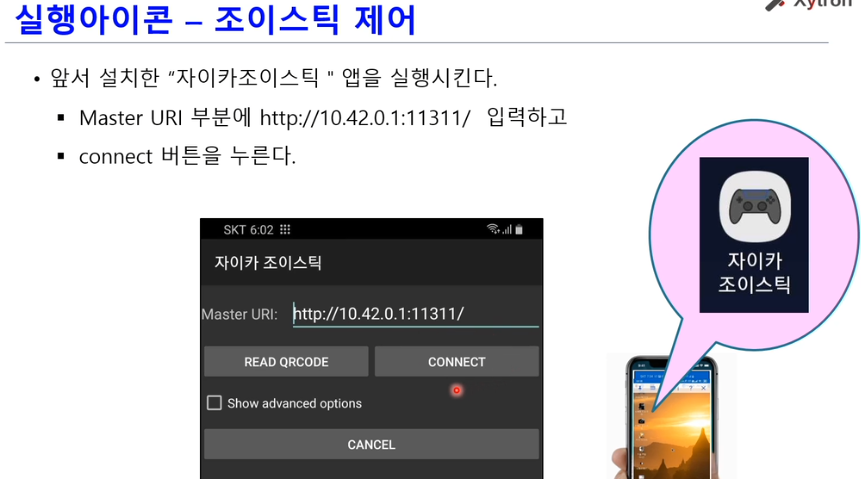 Xytron
실행아이콘 – 조이스틱 제어
• 앞서 설치한 “자이카조이스틱 " 앱을 실행시킨다.
▪ Master URI 부분에 http://10.42.0.1:11311/ 입력하고
▪ connect 버튼을 누른다.
SKT 6:02
자이카 조이스틱
Master URI: http://10.42.0.1:11311/
READ QRCODE CONNECT
Show advanced options
CANCEL
자이카
조이스틱